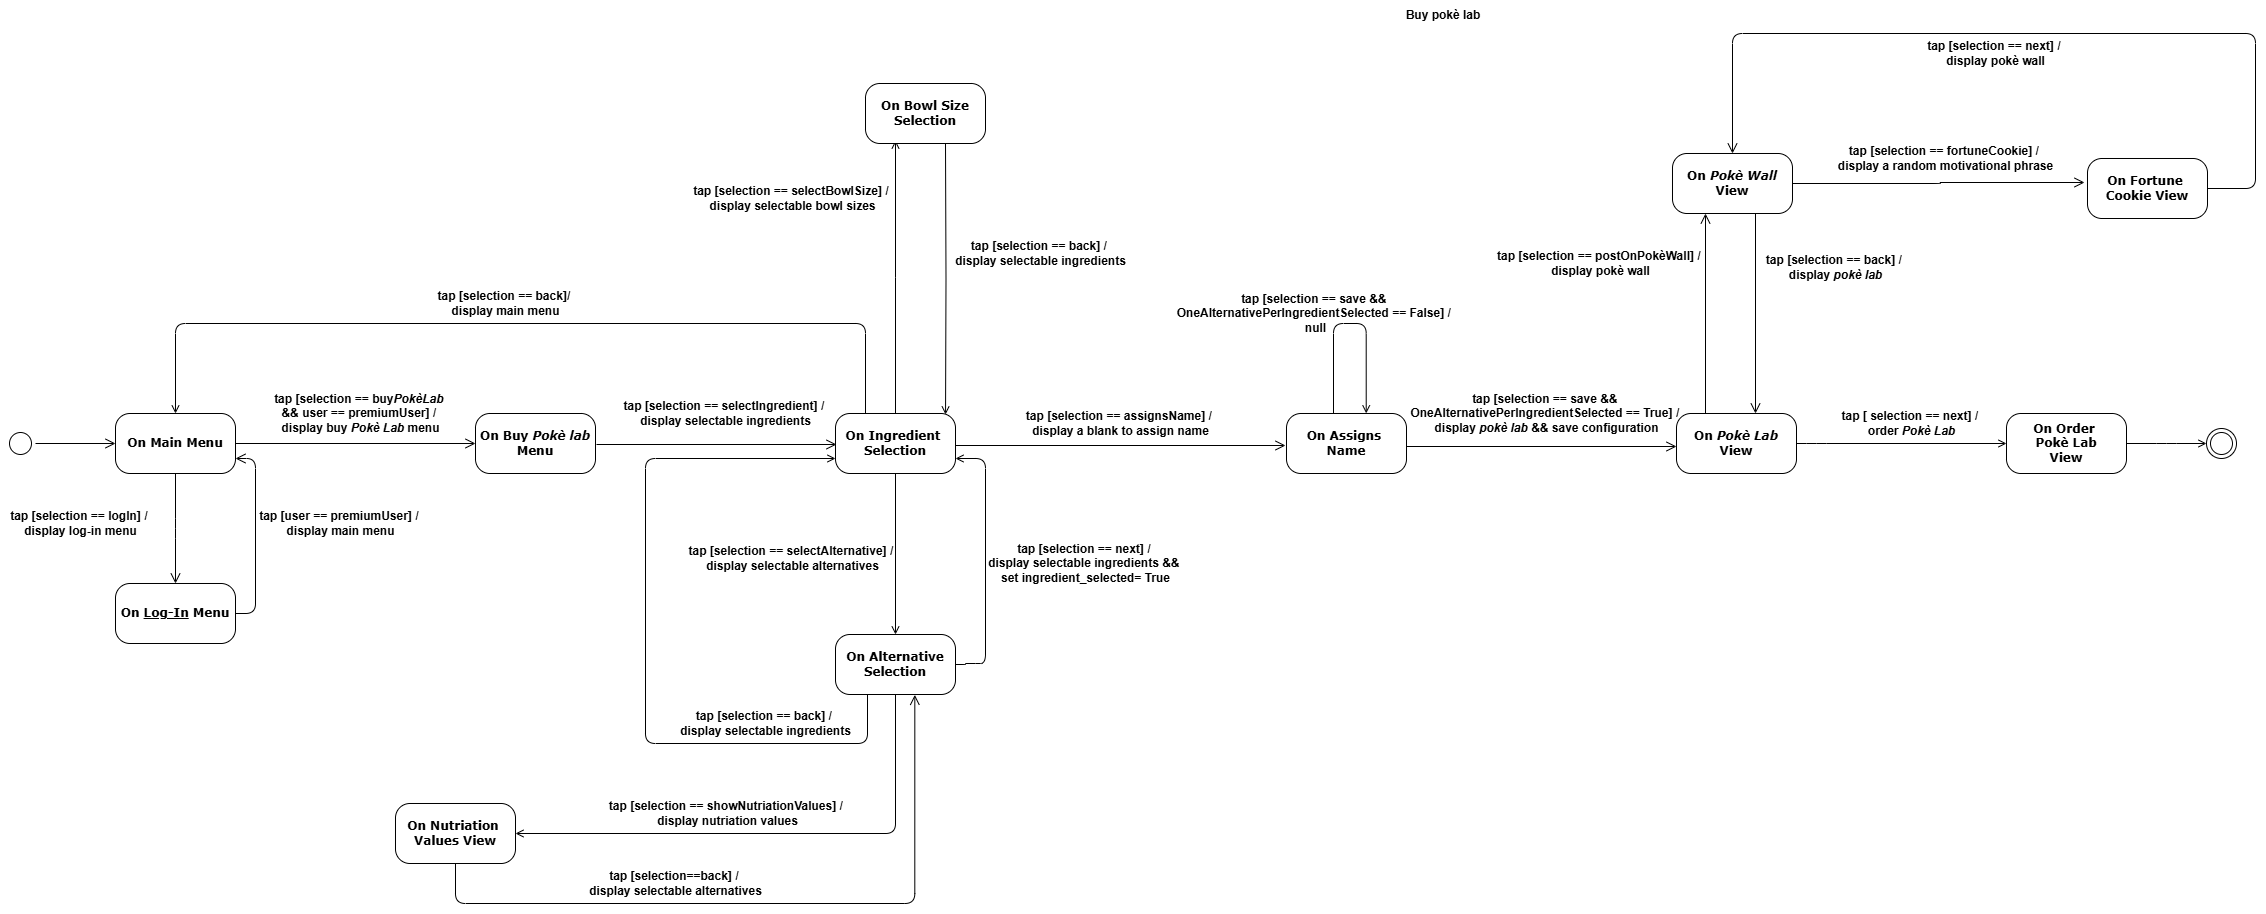 Buy pokè lab
tap [selection == next] /
display pokè wall
On Bowl Size
Selection
tap [selection == fortuneCookie] /
display a random motivational phrase
On Pokè Wall
View
On Fortune
Cookie View
tap [selection == selectBowlSize] /
display selectable bowl sizes
tap [selection == back] /
display selectable ingredients
tap [selection == postOnPokèWall] /
display pokè wall
tap [selection == back] /
display pokè lab
tap [selection == back]/
display main menu
tap [selection == save &&
OneAlternativePerIngredientSelected == False] /
null
tap [selection == buyPokèLab
&& user == premiumUser] /
display buy Pokè Lab menu
tap [selection == selectIngredient] /
display selectable ingredients
tap [selection == assignsName] /
display a blank to assign name
tap [selection == save &&
OneAlternativePerIngredientSelected == True] /
display pokè lab && save configuration
tap [ selection == next] /
order Pokè Lab
On Main Menu
On Buy Pokè lab
Menu
On Ingredient
Selection
On Assigns
Name
On Pokè Lab
View
On Order
Pokè Lab
View
tap [selection == logIn] /
display log-in menu
tap [user == premiumUser] /
display main menu
tap [selection == selectAlternative] /
display selectable alternatives
tap [selection == next] /
display selectable ingredients &&
set ingredient_selected= True
On Log-In Menu
On Alternative
Selection
tap [selection == back] /
display selectable ingredients
On Nutriation
Values View
tap [selection == showNutriationValues] /
display nutriation values
tap [selection==back] /
display selectable alternatives